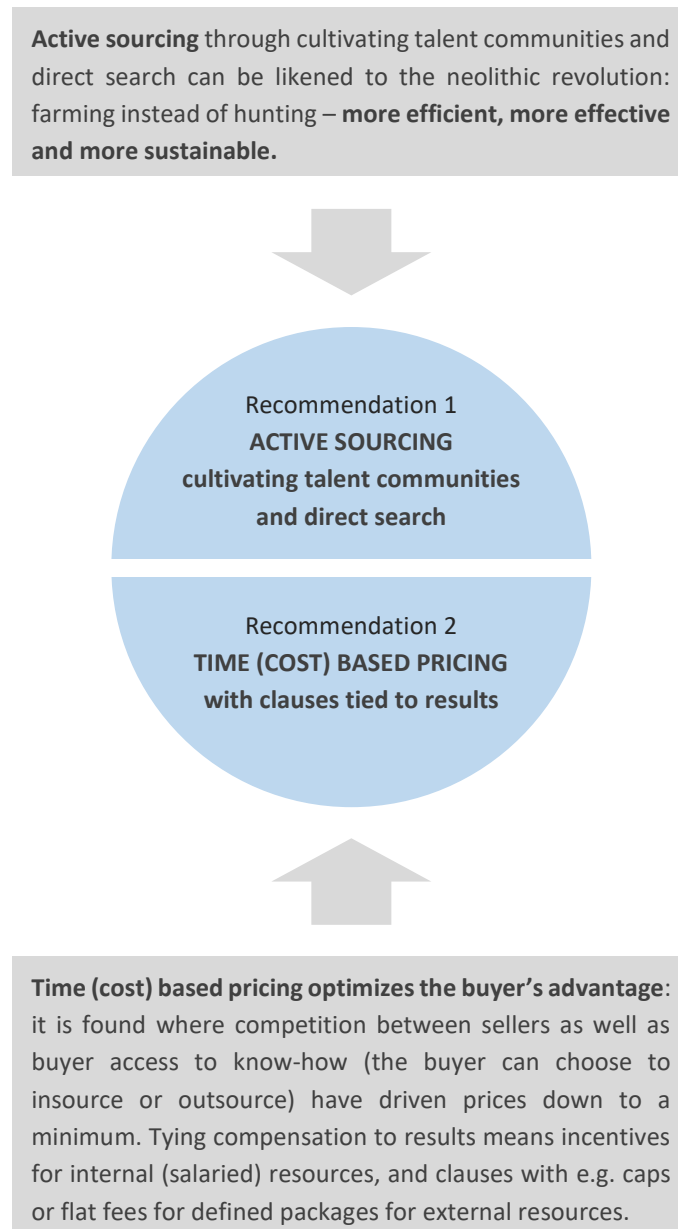 Active sourcing through cultivating talent communities and
direct search can be likened to the neolithic revolution:
farming instead of hunting – more efficient, more effective
and more sustainable.
Recommendation 1
ACTIVE SOURCING
cultivating talent communities
and direct search
Recommendation 2
TIME (COST) BASED PRICING
with clauses tied to results
Time (cost) based pricing optimizes the buyer’s advantage:
it is found where competition between sellers as well as
buyer access to know-how (the buyer can choose to
insource or outsource) have driven prices down to a
minimum. Tying compensation to results means incentives
for internal (salaried) resources, and clauses with e.g. caps
or flat fees for defined packages for external resources.